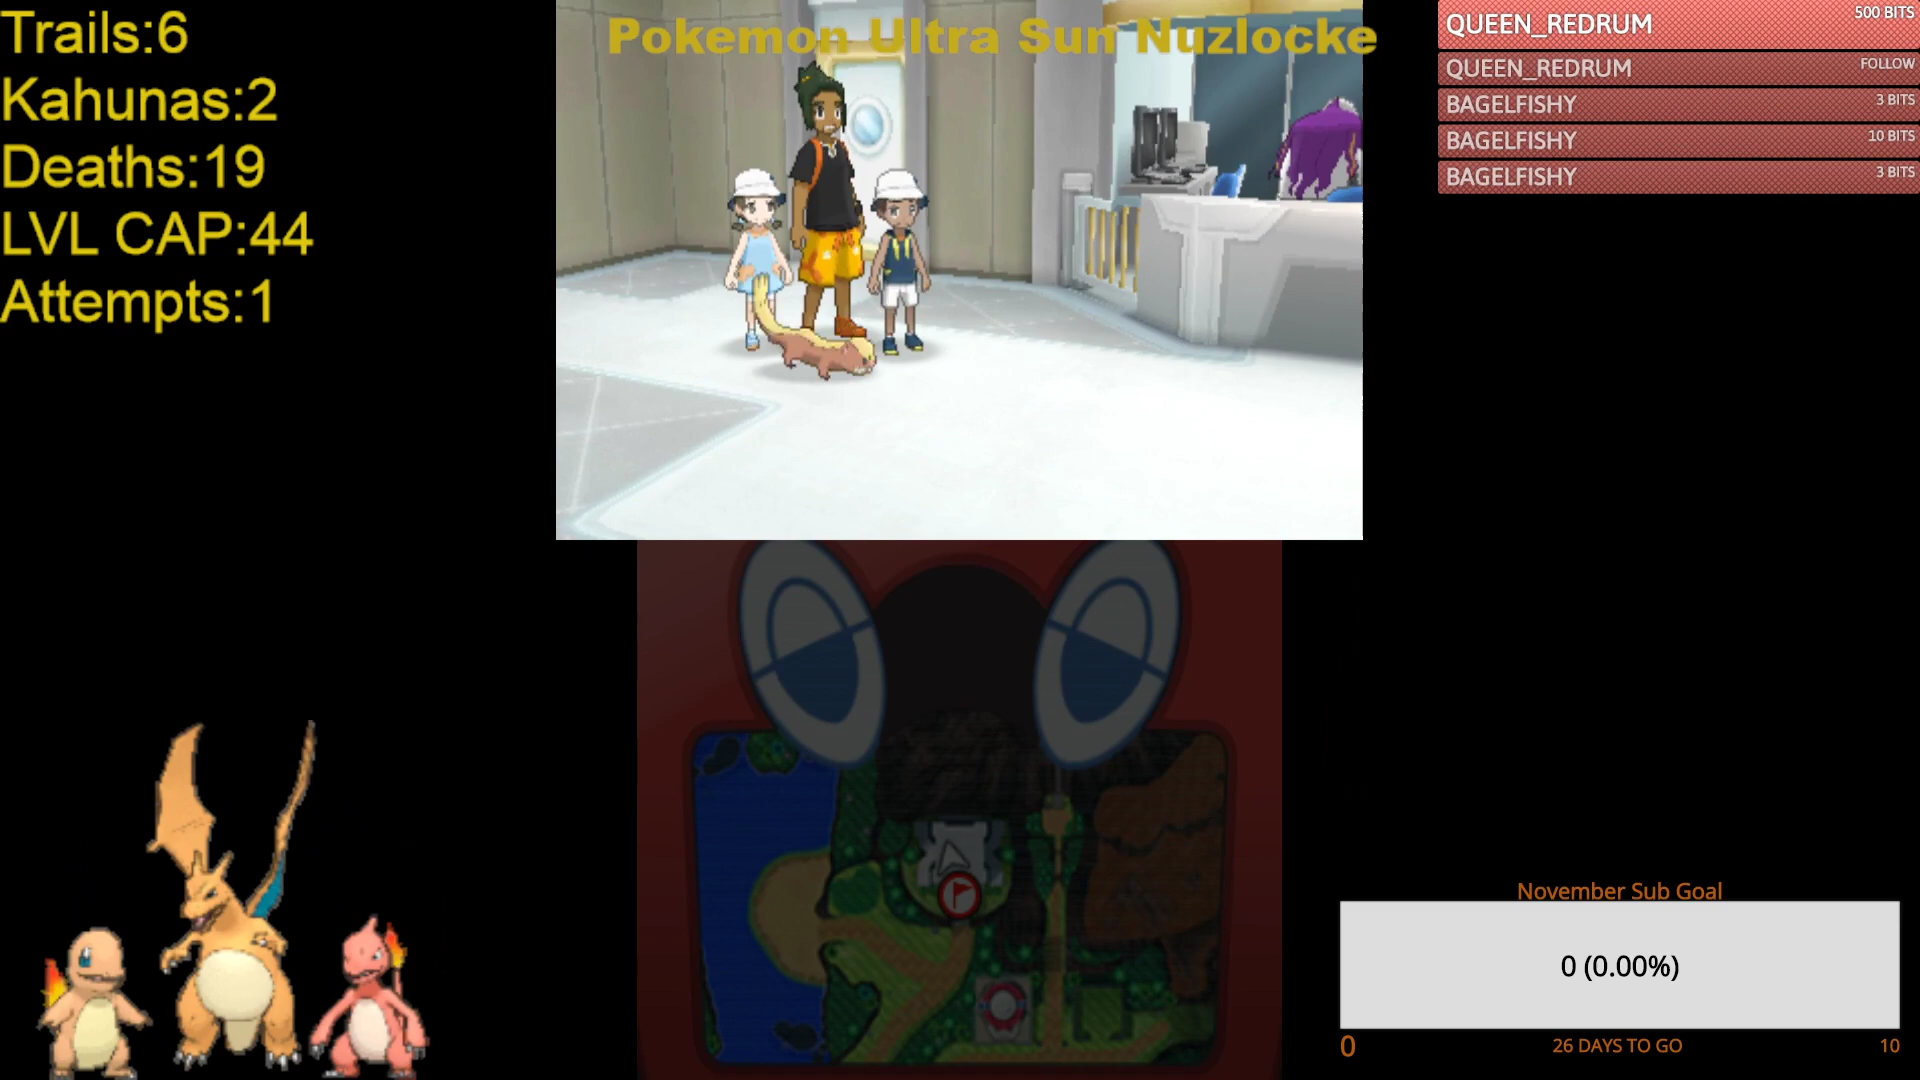 Trails:6
Kahunas:2
Deaths:19
LVL CAP:44
Attempts:1
Pokemon Ultra Sun Nuzlocke
QUEEN_REDRUM 500 BITS
QUEEN_REDRUM FOLLOW
BAGELFISHY 3 BITS
BAGELFISHY 10 BITS
BAGELFISHY 3 BITS
November Sub Goal
0 (0.00%)
0 26 DAYS TO GO 10